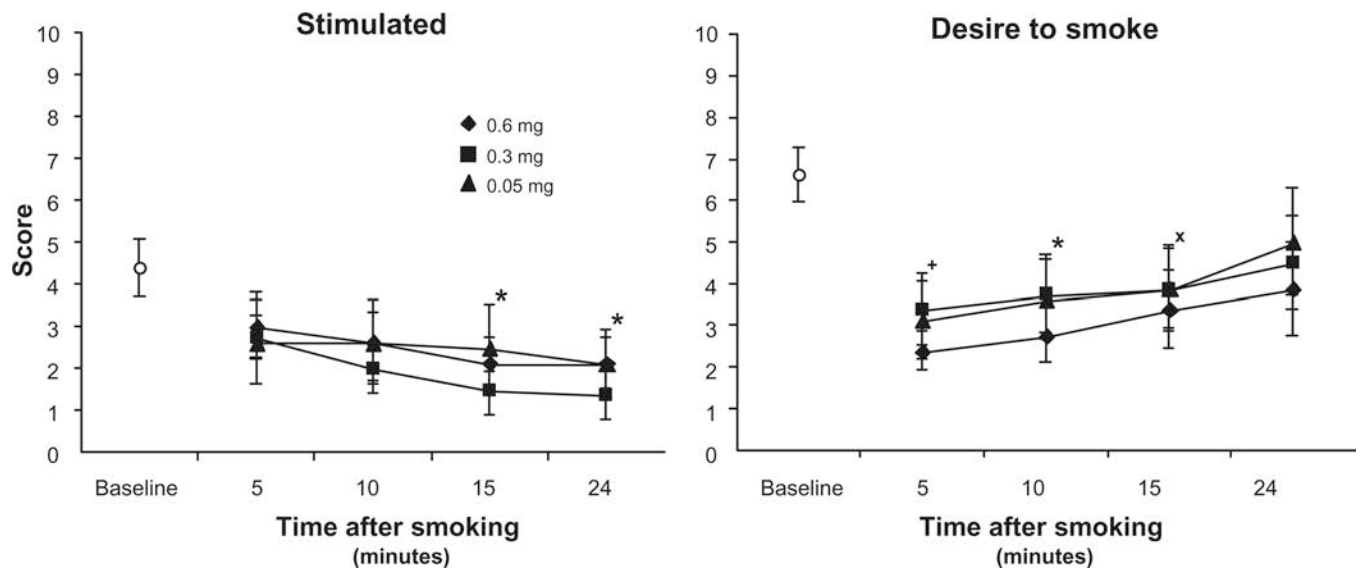 Stimulated
10
9
8
7
6
5
4
3
2
1
0
Score
0.6 mg
0.3 mg
0.05 mg
*
*
Baseline 5 10 15 24
Time after smoking
(minutes)
Desire to smoke
10
9
8
7
6
5
4
3
2
1
0
+
*
x
Baseline 5 10 15 24
Time after smoking
(minutes)